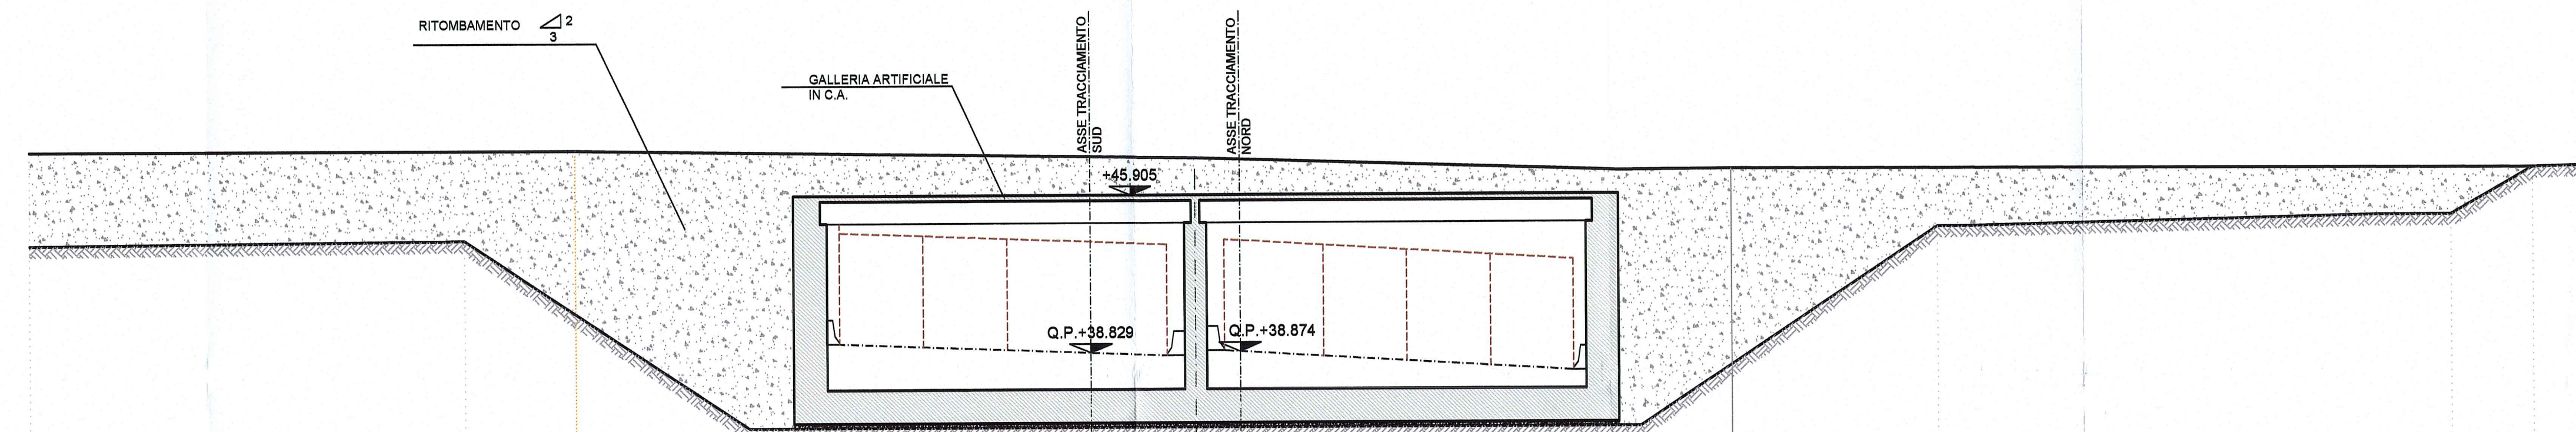 RITOMBAMENTO 2
3
GALLERIA ARTIFICIALE
IN C.A.
ASSE TRACCIAMENTO
SUD
ASSE TRACCIAMENTO
NORD
+45.905
Q.P.+38.829
Q.P.+38.874